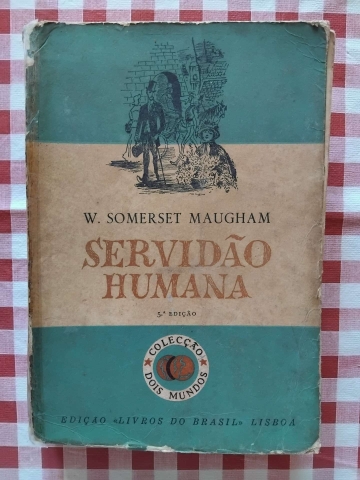 W. SOMERSET MAUGHAM
SERVIDÃO
HUMANA
5.ª EDIÇÃO
COLECÇÃO
DOIS MUNDOS
EDIÇÃO «LIVROS DO BRASIL» LISBOA